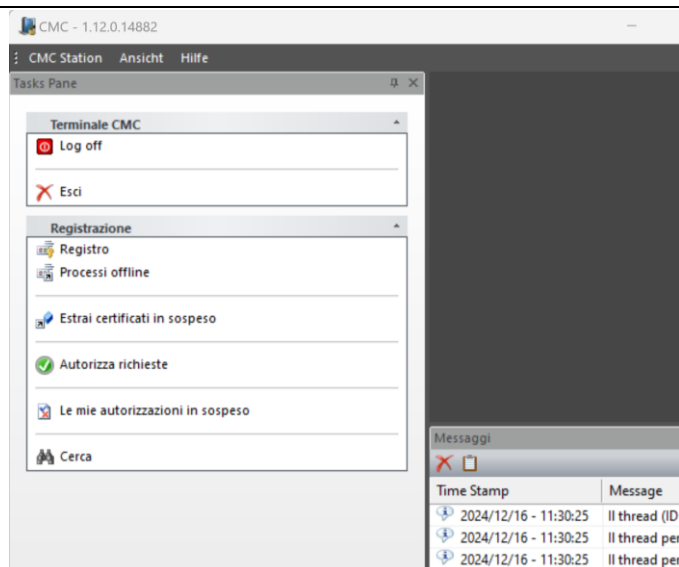 CMC - 1.12.0.14882
CMC Station Ansicht Hilfe
Tasks Pane
Terminale CMC
Log off
Esci
Registrazione
Registro
Processi offline
Estrai certificati in sospeso
Autorizza richieste
Le mie autorizzazioni in sospeso
Cerca
Messaggi
Time Stamp Message
2024/12/16 - 11:30:25 Il thread (ID
2024/12/16 - 11:30:25 Il thread per
2024/12/16 - 11:30:25 Il thread per